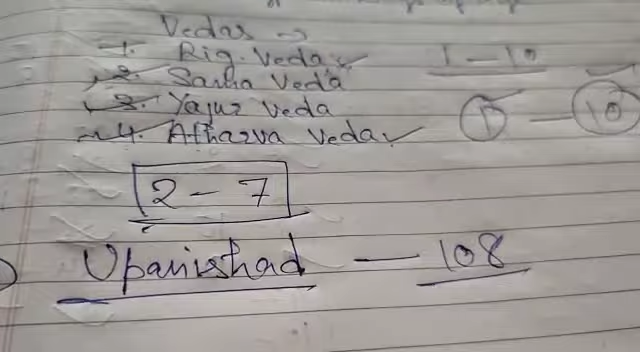 Vedas →
1. Rig. Veda
1 – 10
2. Sama Veda
3. Yajur Veda
1 – 10
4. Atharva Veda
2 – 7
Upanishad — 108